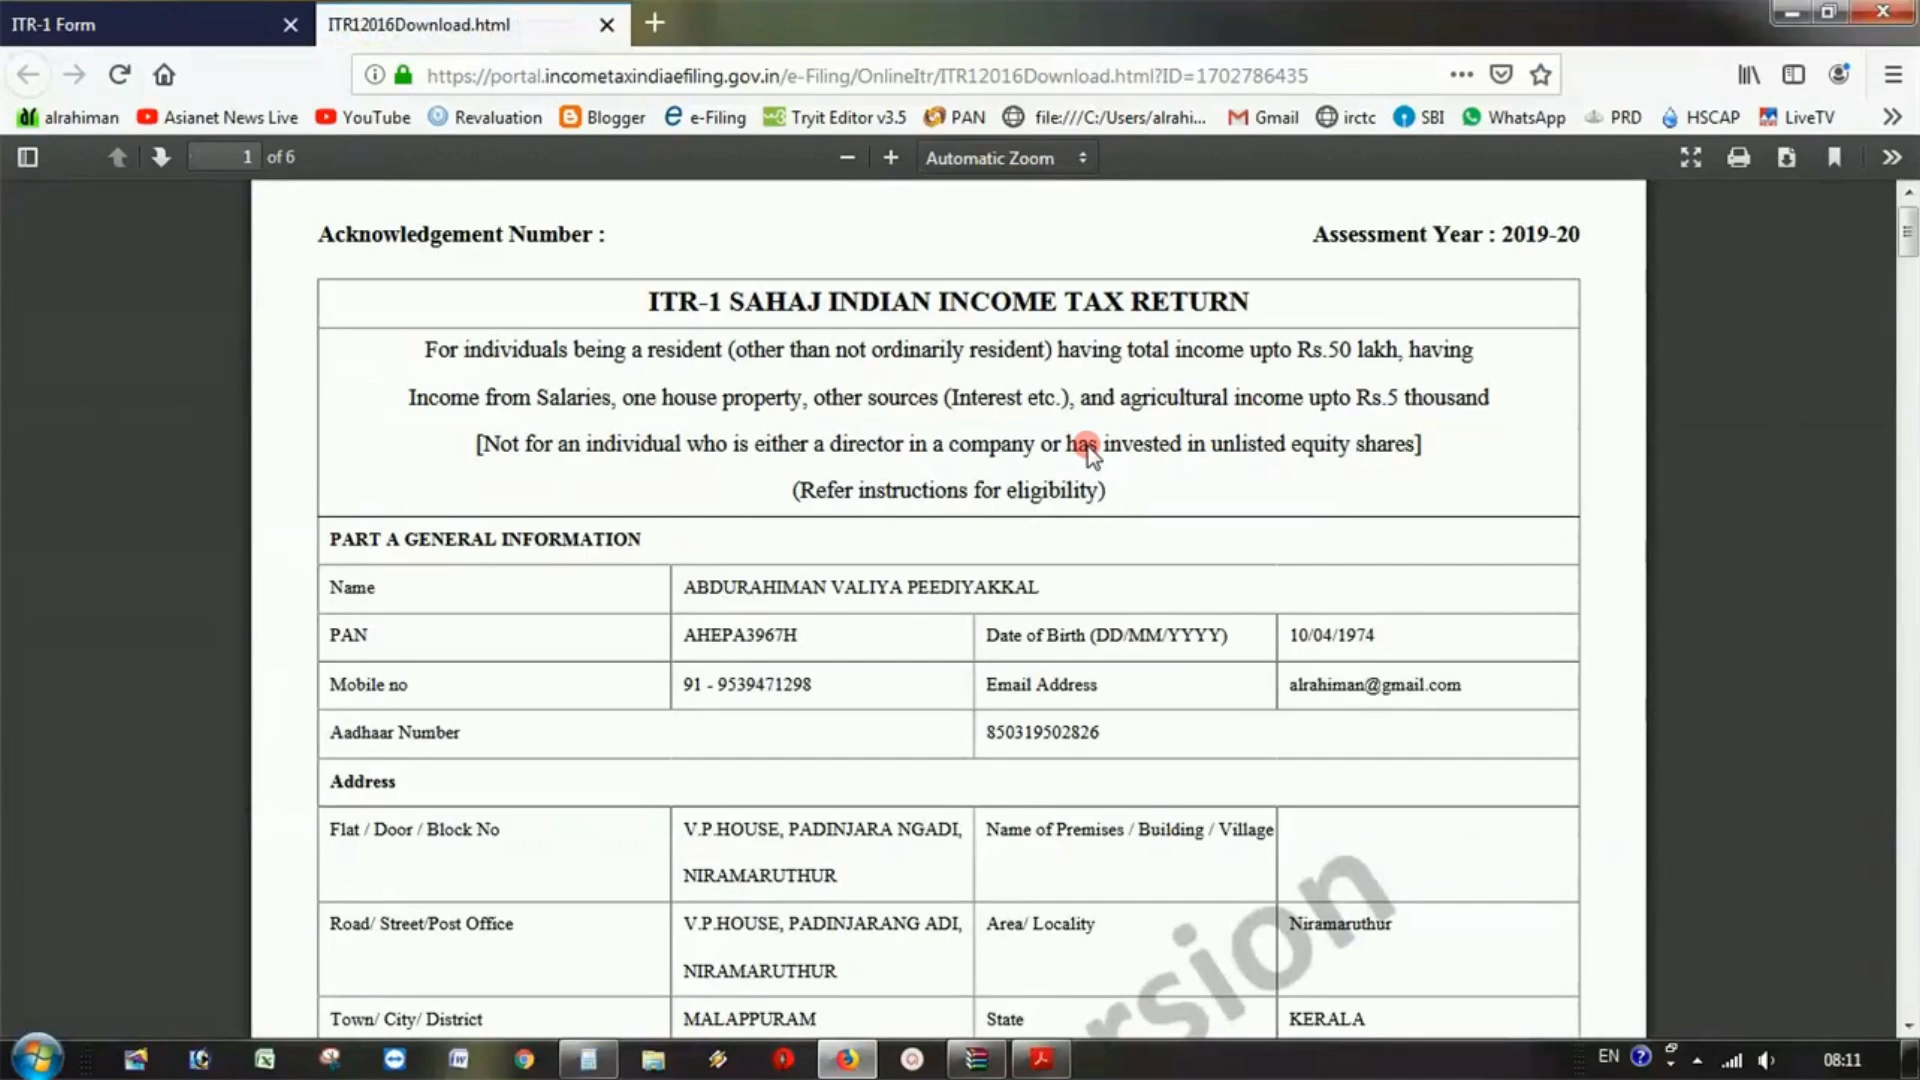 ITR-1 Form
ITR12016Download.html
https://portal.incometaxindiaefiling.gov.in/e-Filing/OnlineItr/ITR12016Download.html?ID=1702786435
alrahiman Asianet News Live YouTube Revaluation Blogger e-Filing Tryit Editor v3.5 PAN file:///C:/Users/alrahi... Gmail irctc SBI WhatsApp PRD HSCAP LiveTV
1 of 6 Automatic Zoom
Acknowledgement Number : Assessment Year : 2019-20
ITR-1 SAHAJ INDIAN INCOME TAX RETURN
For individuals being a resident (other than not ordinarily resident) having total income upto Rs.50 lakh, having
Income from Salaries, one house property, other sources (Interest etc.), and agricultural income upto Rs.5 thousand
[Not for an individual who is either a director in a company or has invested in unlisted equity shares]
(Refer instructions for eligibility)
PART A GENERAL INFORMATION
Name ABDURAHIMAN VALIYA PEEDIYAKKAL
PAN AHEPA3967H Date of Birth (DD/MM/YYYY) 10/04/1974
Mobile no 91 - 9539471298 Email Address alrahiman@gmail.com
Aadhaar Number 850319502826
Address
Flat / Door / Block No V.P.HOUSE, PADINJARA NGADI, Name of Premises / Building / Village
NIRAMARUTHUR
Road/ Street/Post Office V.P.HOUSE, PADINJARANG ADI, Area/ Locality Niramaruthur
NIRAMARUTHUR
Town/ City/ District MALAPPURAM State KERALA
rsion
EN 08:11